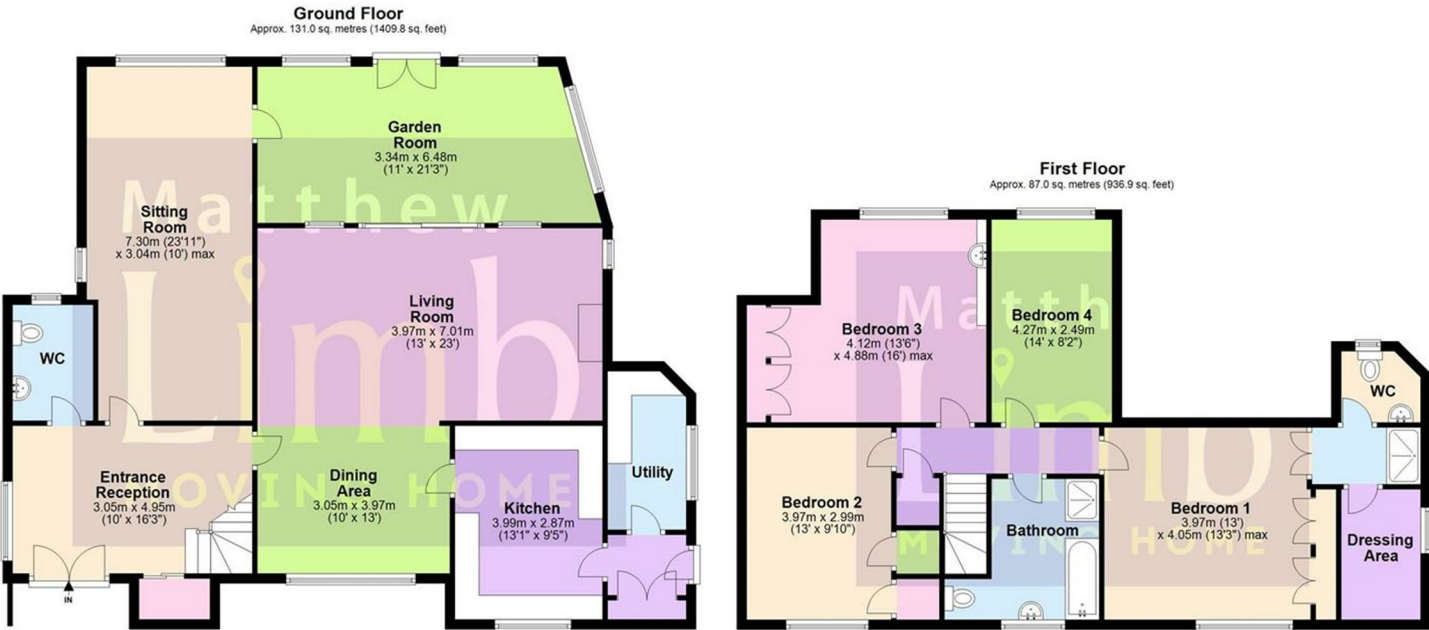 Ground Floor
Approx. 131.0 sq. metres (1409.8 sq. feet)
Garden
Room
3.34m x 6.48m
(11' x 21'3")
Sitting
Room
7.30m (23'11")
x 3.04m (10') max
Living
Room
3.97m x 7.01m
(13' x 23')
WC
Entrance
Reception
3.05m x 4.95m
(10' x 16'3")
Dining
Area
3.05m x 3.97m
(10' x 13')
Kitchen
3.99m x 2.87m
(13'1" x 9'5")
Utility
IN
Matthew
Limb
MOVING HOME
First Floor
Approx. 87.0 sq. metres (936.9 sq. feet)
Bedroom 3
4.12m (13'6")
x 4.88m (16') max
Bedroom 4
4.27m x 2.49m
(14' x 8'2")
WC
Bedroom 2
3.97m x 2.99m
(13' x 9'10")
Bathroom
Bedroom 1
3.97m (13')
x 4.05m (13'3") max
Dressing
Area
Matth
Limb
MOVING HOME